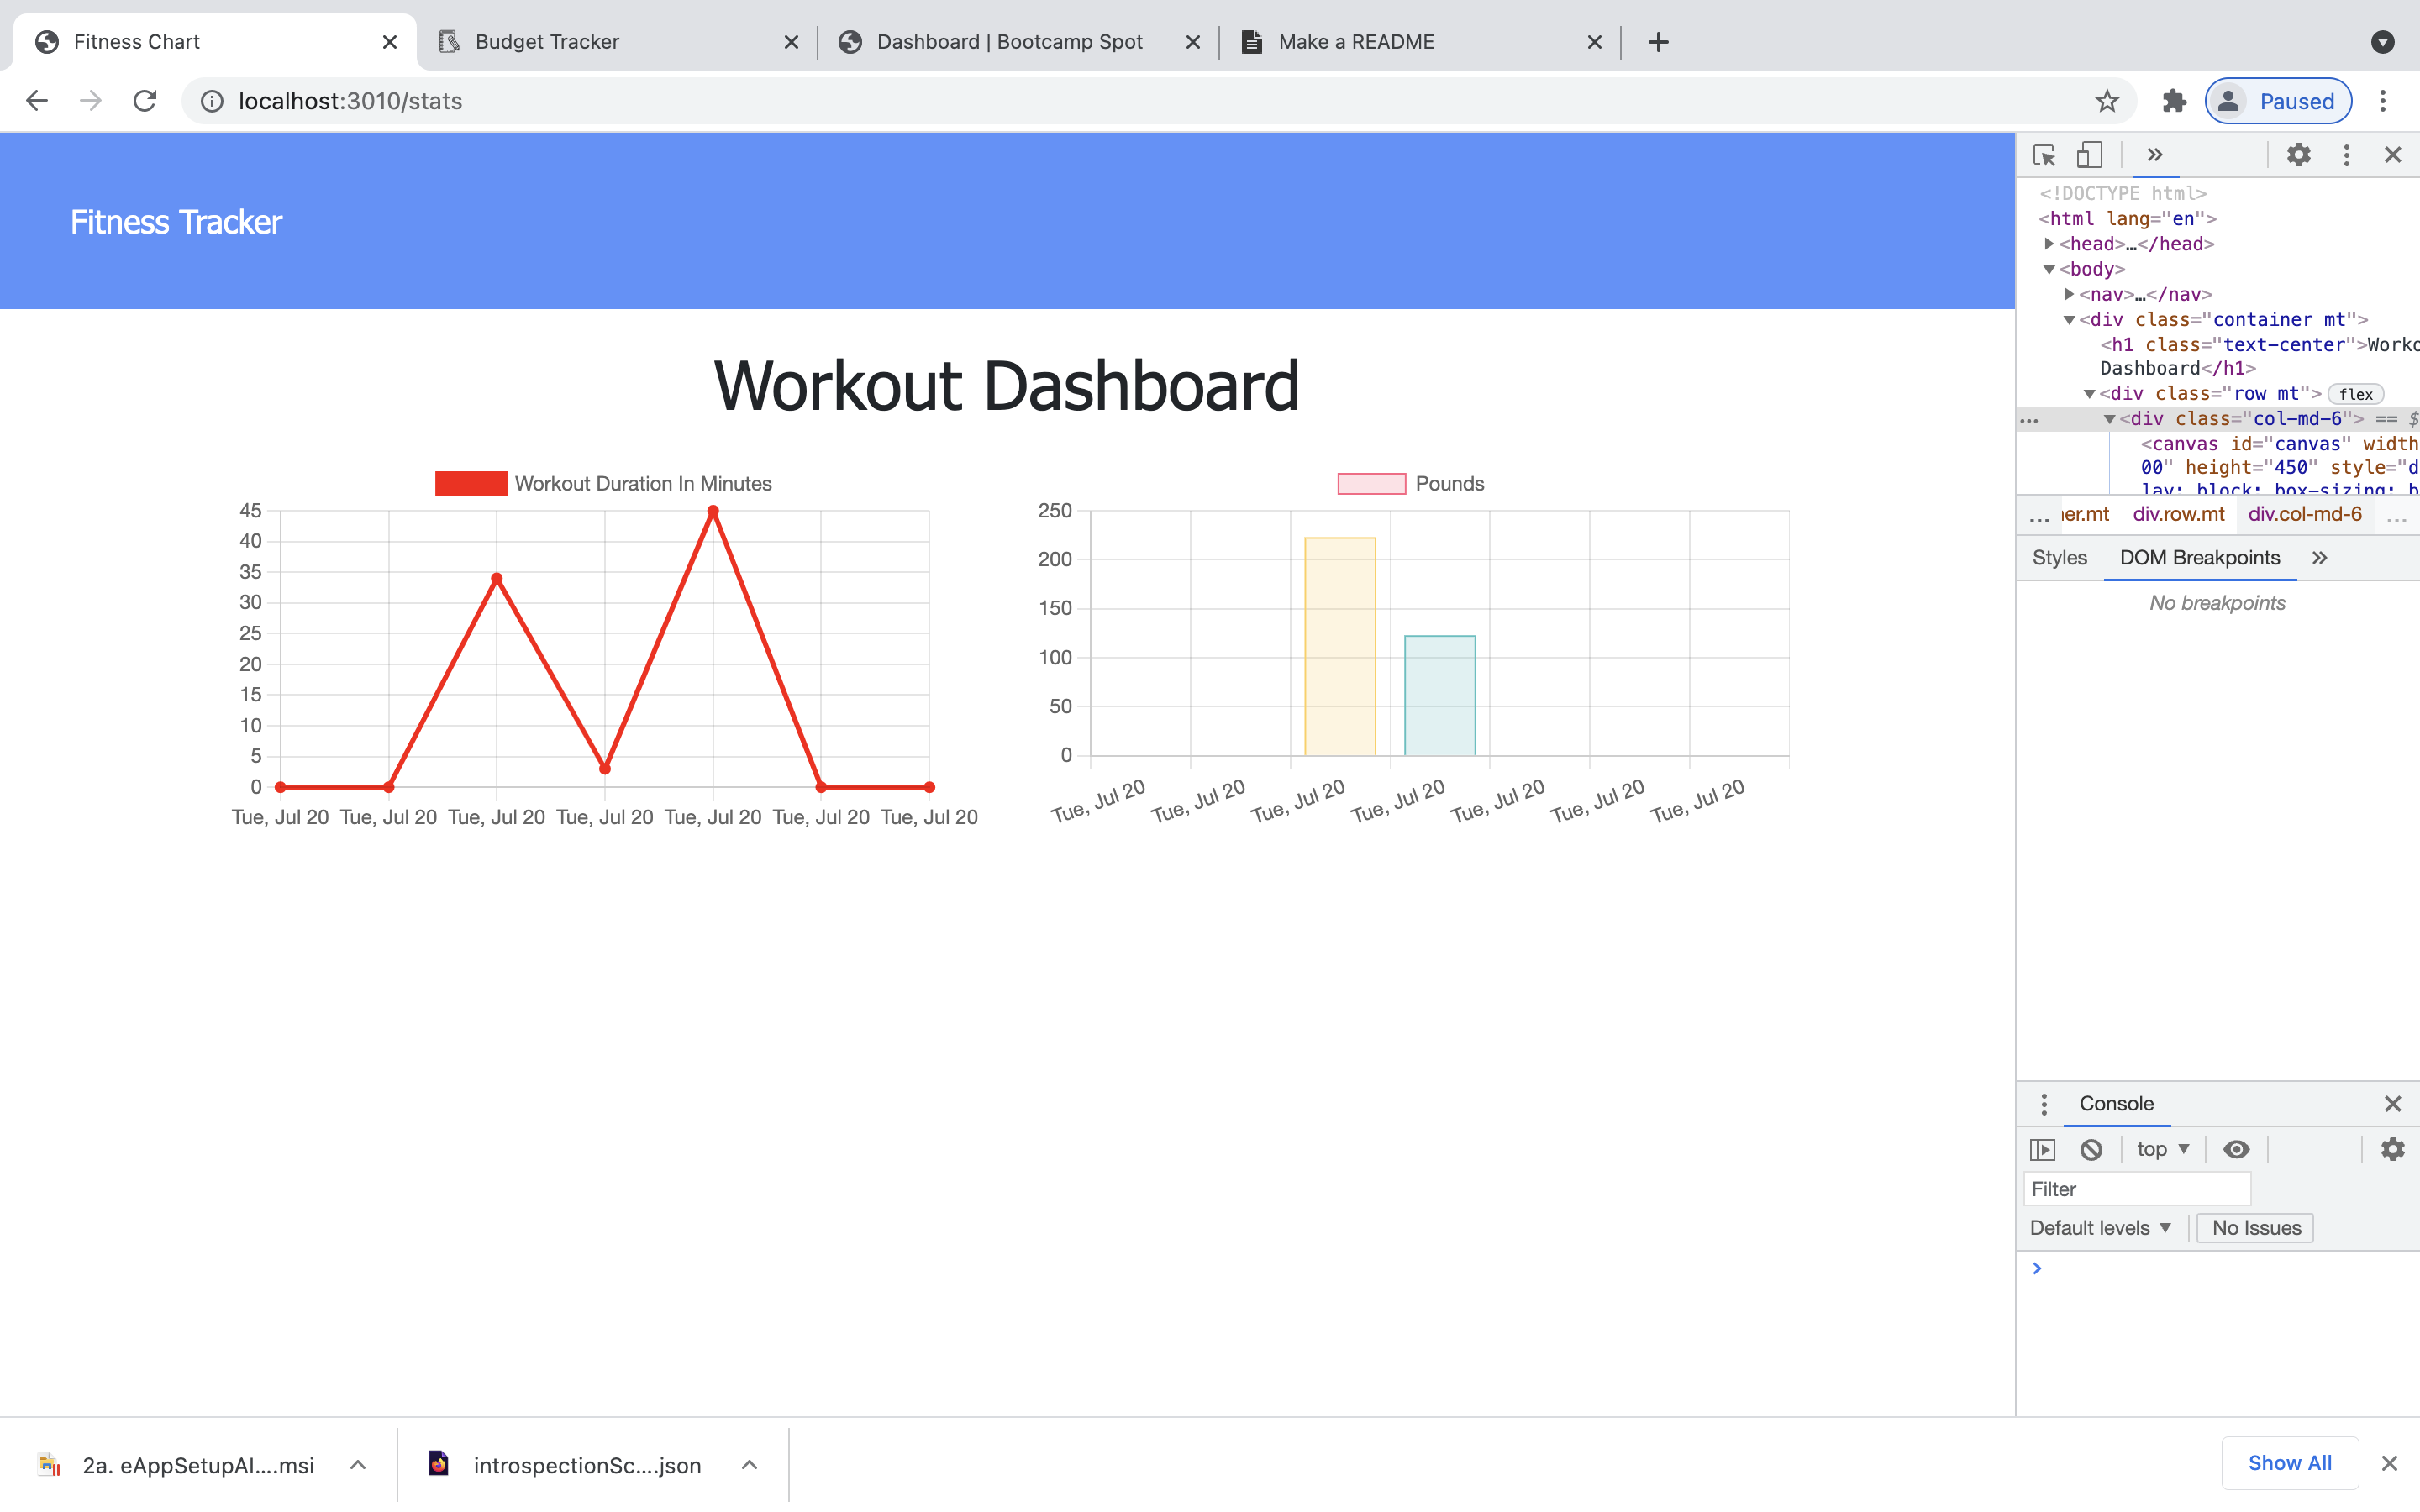 Fitness Chart
Budget Tracker
Dashboard | Bootcamp Spot
Make a README
localhost:3010/stats
Paused
Fitness Tracker
Workout Dashboard
Workout Duration In Minutes
45
40
35
30
25
20
15
10
5
0
Tue, Jul 20 Tue, Jul 20 Tue, Jul 20 Tue, Jul 20 Tue, Jul 20 Tue, Jul 20 Tue, Jul 20
Pounds
250
200
150
100
50
0
Tue, Jul 20 Tue, Jul 20 Tue, Jul 20 Tue, Jul 20 Tue, Jul 20 Tue, Jul 20 Tue, Jul 20
<!DOCTYPE html>
<html lang="en">
<head>…</head>
<body>
<nav>…</nav>
<div class="container mt">
<h1 class="text-center">Worko
Dashboard</h1>
<div class="row mt"> flex
… <div class="col-md-6"> == $
<canvas id="canvas" width
00" height="450" style="d
lay: block; box-sizing: b
… ner.mt div.row.mt div.col-md-6 …
Styles DOM Breakpoints
No breakpoints
Console
top
Filter
Default levels No Issues
2a. eAppSetupAI....msi
introspectionSc....json
Show All